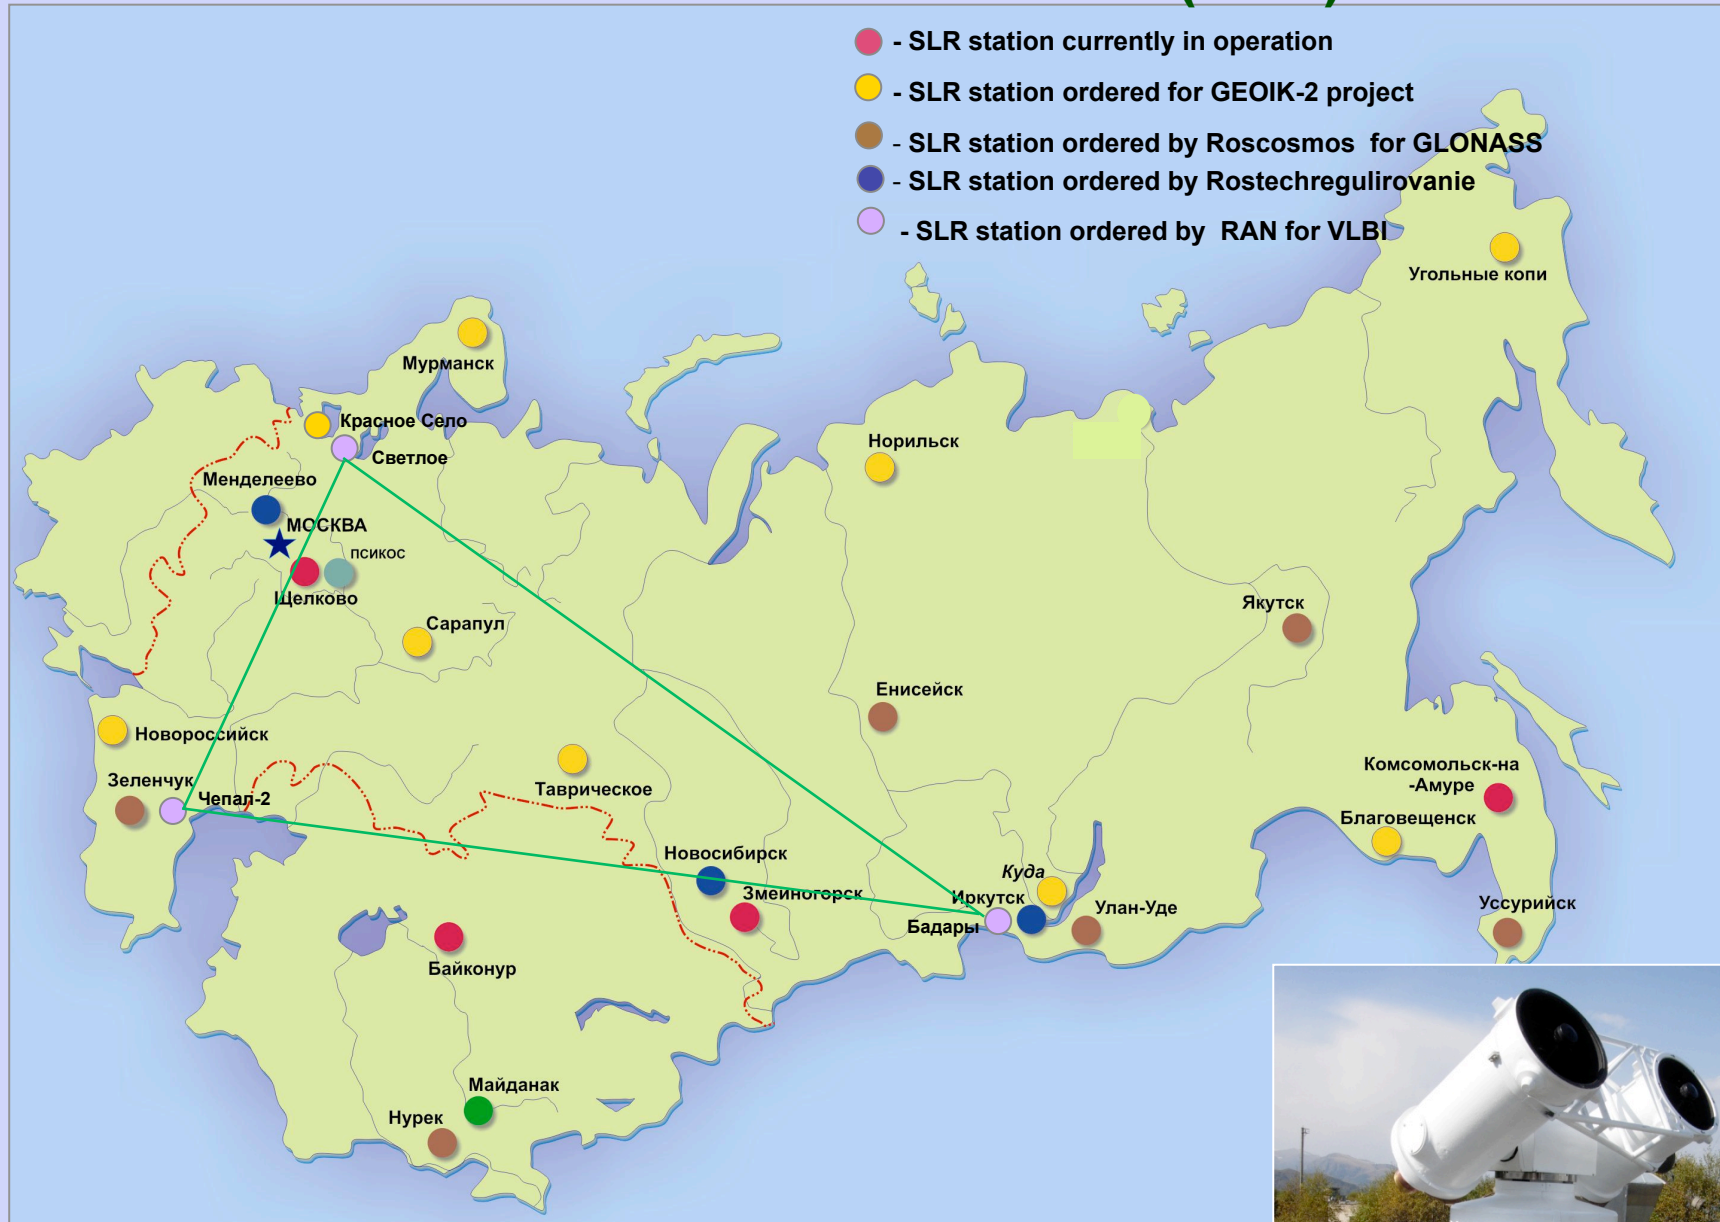 - SLR station currently in operation
- SLR station ordered for GEOIK-2 project
- SLR station ordered by Roscosmos for GLONASS
- SLR station ordered by Rostechregulirovanie
- SLR station ordered by RAN for VLBI
Угольные копи
Мурманск
Красное Село
Светлое
Норильск
Менделеево
МОСКВА
ПСИКОС
Щелково
Сарапул
Якутск
Енисейск
Новороссийск
Зеленчук
Чепал-2
Таврическое
Комсомольск-на
-Амуре
Благовещенск
Новосибирск
Змеиногорск
Куда
Иркутск
Бадары
Улан-Уде
Уссурийск
Байконур
Майданак
Нурек